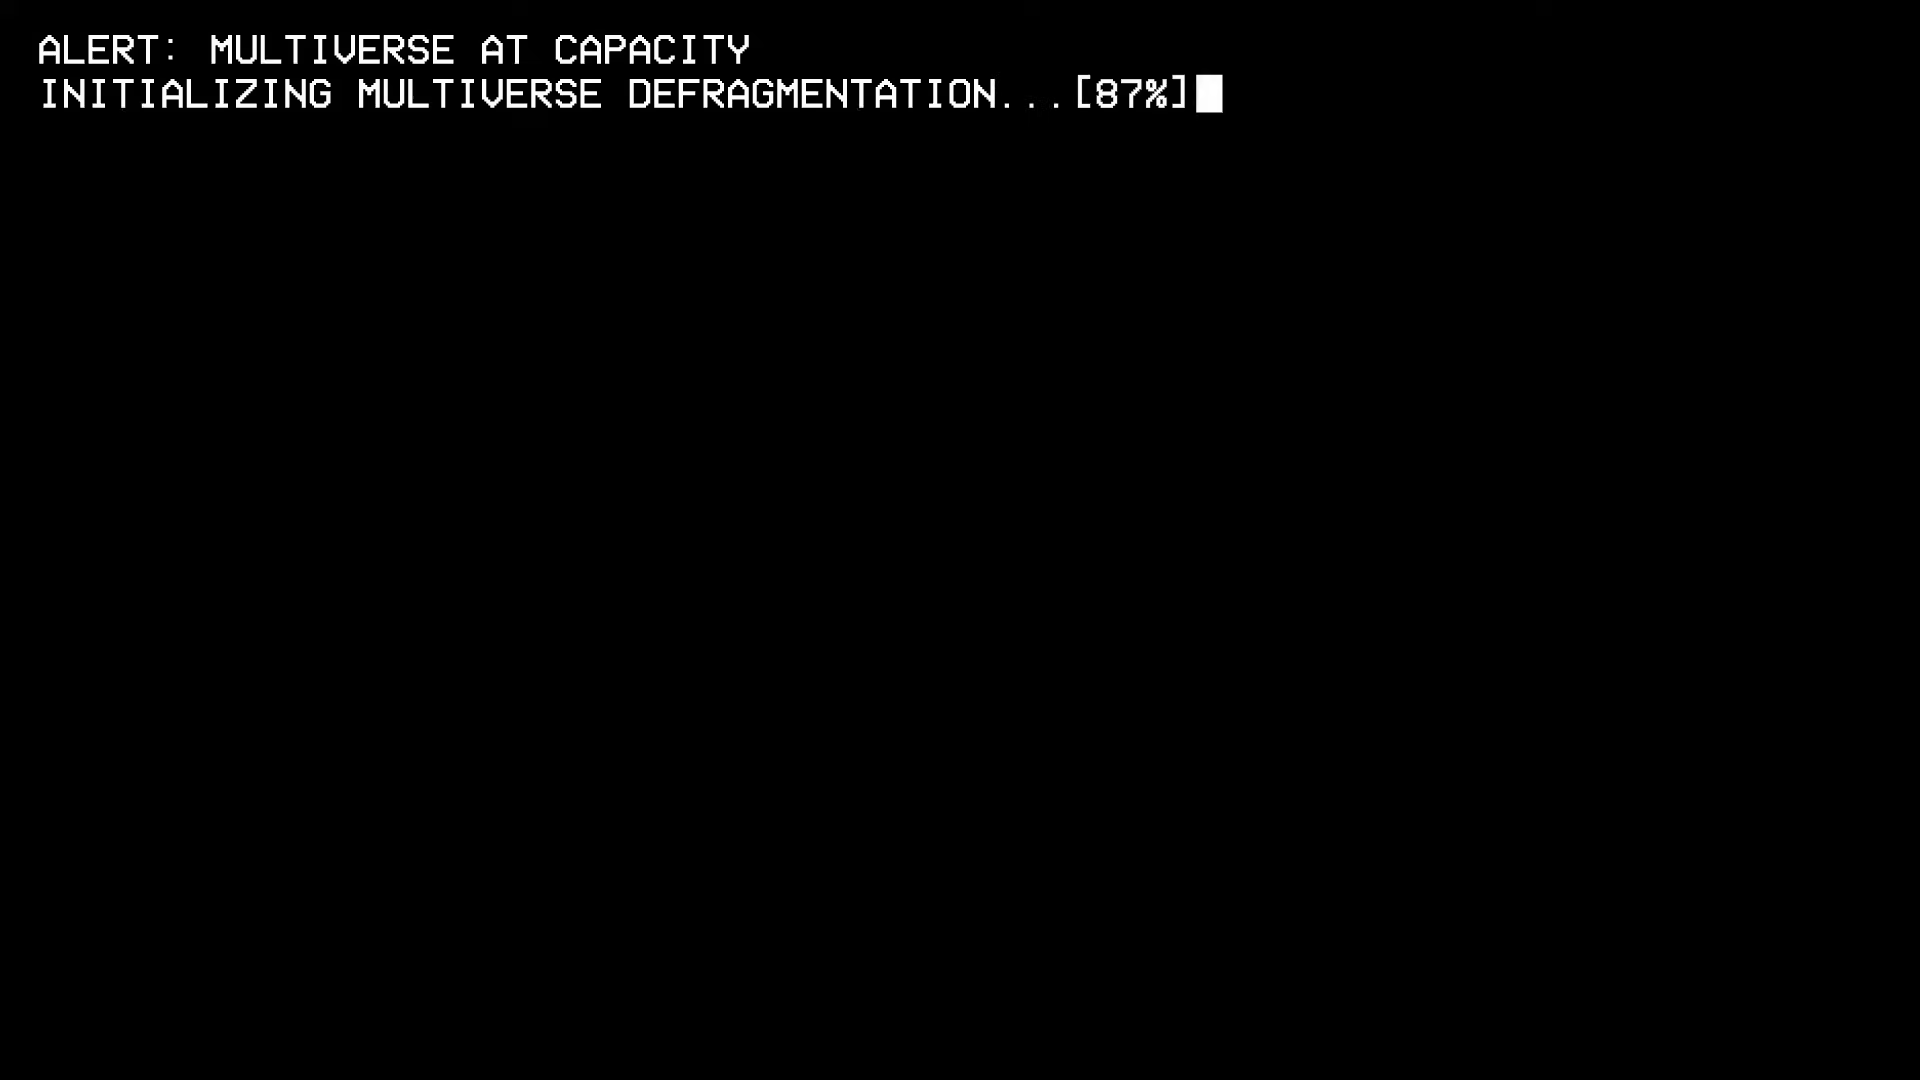 ALERT: MULTIVERSE AT CAPACITY
INITIALIZING MULTIVERSE DEFRAGMENTATION...[87%]